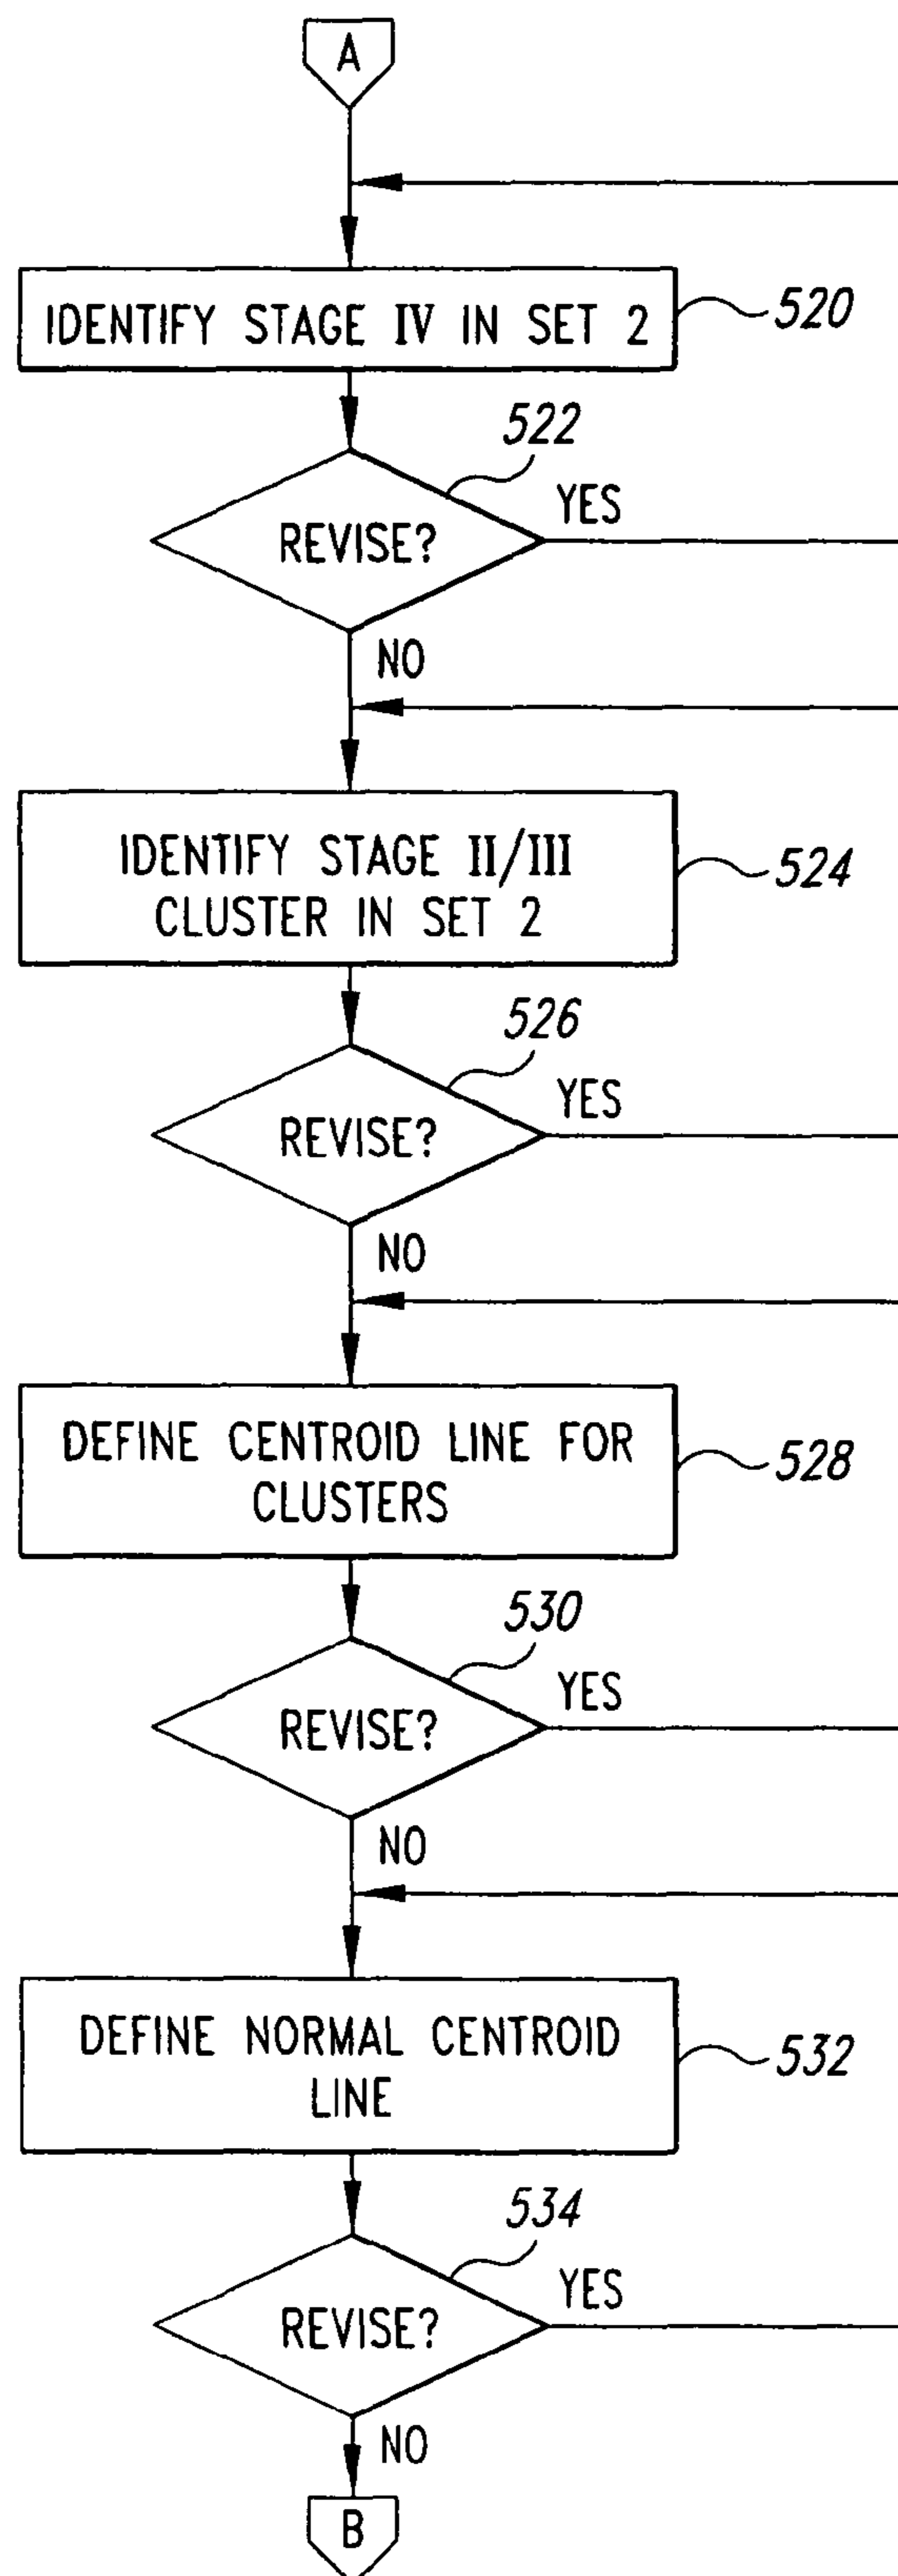 A
IDENTIFY STAGE IV IN SET 2
520
522
REVISE?
YES
NO
IDENTIFY STAGE II/III
CLUSTER IN SET 2
524
526
REVISE?
YES
NO
DEFINE CENTROID LINE FOR
CLUSTERS
528
530
REVISE?
YES
NO
DEFINE NORMAL CENTROID
LINE
532
534
REVISE?
YES
NO
B